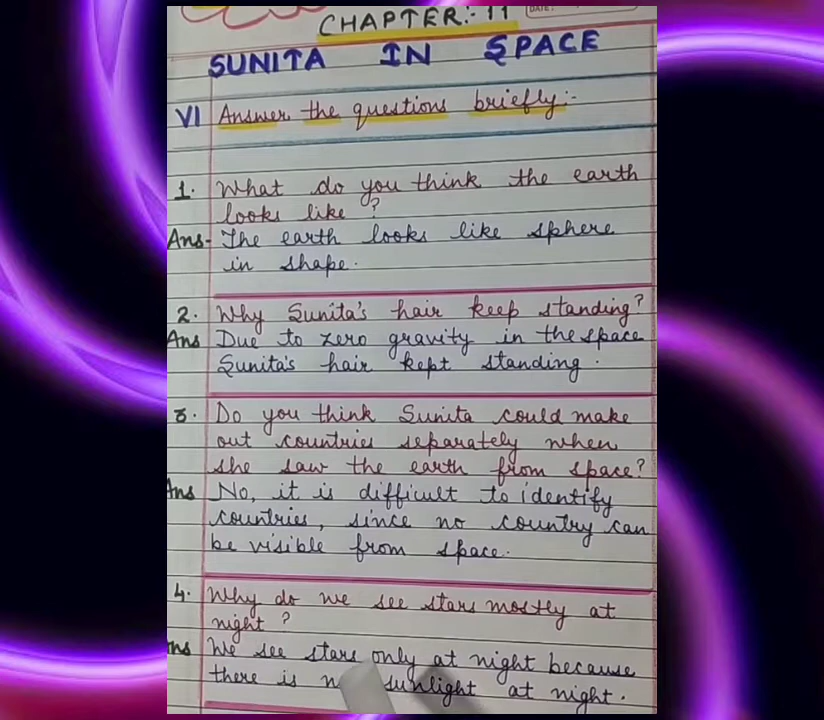 CHAPTER:- 11
DATE:
SUNITA IN SPACE
VI Answer the questions briefly:-
1. What do you think the earth
looks like ?
Ans- The earth looks like sphere
in shape.
2. Why Sunita's hair keep standing?
Ans Due to zero gravity in the space
Sunita's hair kept standing.
3. Do you think Sunita could make
out countries separately when
she saw the earth from space?
Ans No, it is difficult to identify
countries, since no country can
be visible from space.
4. Why do we see stars mostly at
night ?
Ans We see stars only at night because
there is sunlight at night.